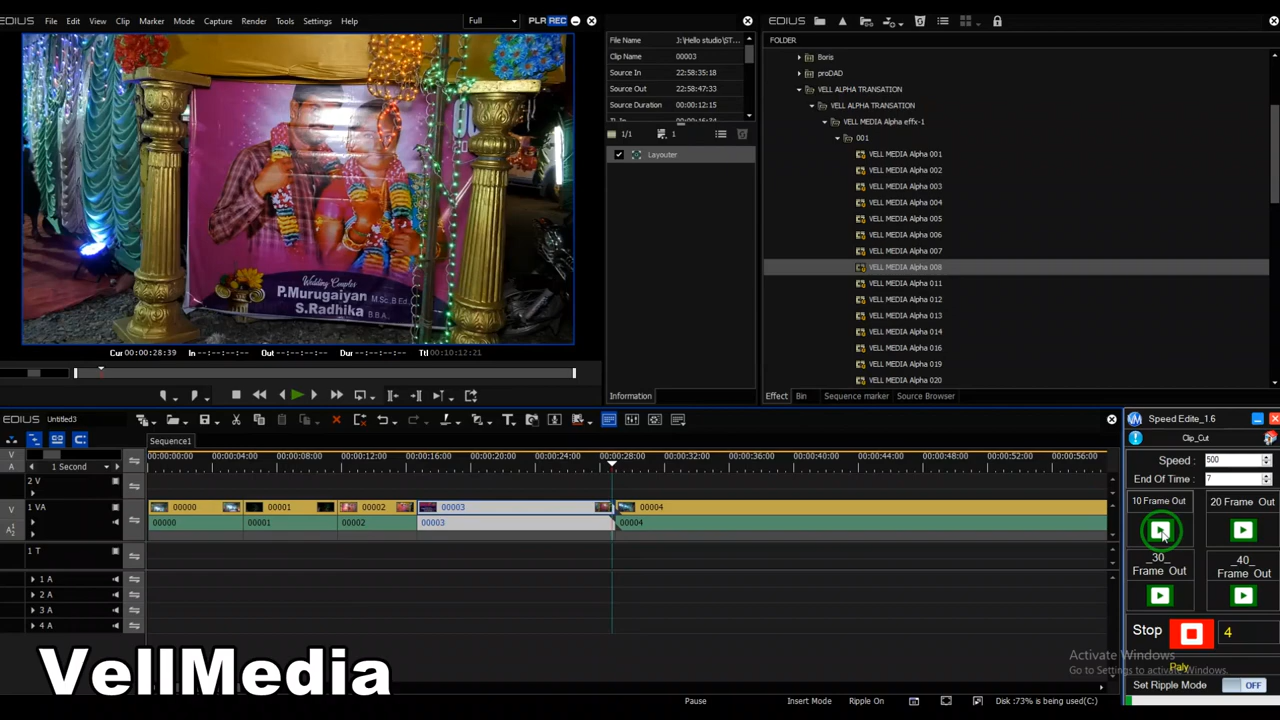 EDIUS File Edit View Clip Marker Mode Capture Render Tools Settings Help Full PLR REC
Wedding Couples
P.Murugaiyan M.Sc. B Ed.
S.Radhika B.B.A.
Cur 00:00:28:39 In --:--:--:-- Out --:--:--:-- Dur --:--:--:-- Ttl 00:10:12:21
File Name J:\Hello studio\ST...
Clip Name 00003
Source In 22:58:35:18
Source Out 22:58:47:33
Source Duration 00:00:12:15
1/1 1
Layouter
Information
EDIUS
FOLDER
Boris
proDAD
VELL ALPHA TRANSATION
VELL ALPHA TRANSATION
VELL MEDIA Alpha effx-1
001
VELL MEDIA Alpha 001
VELL MEDIA Alpha 002
VELL MEDIA Alpha 003
VELL MEDIA Alpha 004
VELL MEDIA Alpha 005
VELL MEDIA Alpha 006
VELL MEDIA Alpha 007
VELL MEDIA Alpha 008
VELL MEDIA Alpha 011
VELL MEDIA Alpha 012
VELL MEDIA Alpha 013
VELL MEDIA Alpha 014
VELL MEDIA Alpha 016
VELL MEDIA Alpha 019
VELL MEDIA Alpha 020
Effect Bin Sequence marker Source Browser
EDIUS Untitled3
Sequence1
V
A
1 Second
00:00:00:00 00:00:04:00 00:00:08:00 00:00:12:00 00:00:16:00 00:00:20:00 00:00:24:00 00:00:28:00 00:00:32:00 00:00:36:00 00:00:40:00 00:00:44:00 00:00:48:00 00:00:52:00 00:00:56:00
2 V
V 1 VA 00000 00001 00002 00003 00004
00000 00001 00002 00003 00004
1 T
1 A
2 A
3 A
4 A
Speed Edite_1.6
Clip_Cut
Speed : 500
End Of Time : 7
10 Frame Out 20 Frame Out
_30_ Frame Out
_40_ Frame Out
Stop 4
Activate Windows
Go to Settings to activate Windows.
Raly
Set Ripple Mode OFF
VellMedia
Pause Insert Mode Ripple On Disk :73% is being used(C:)